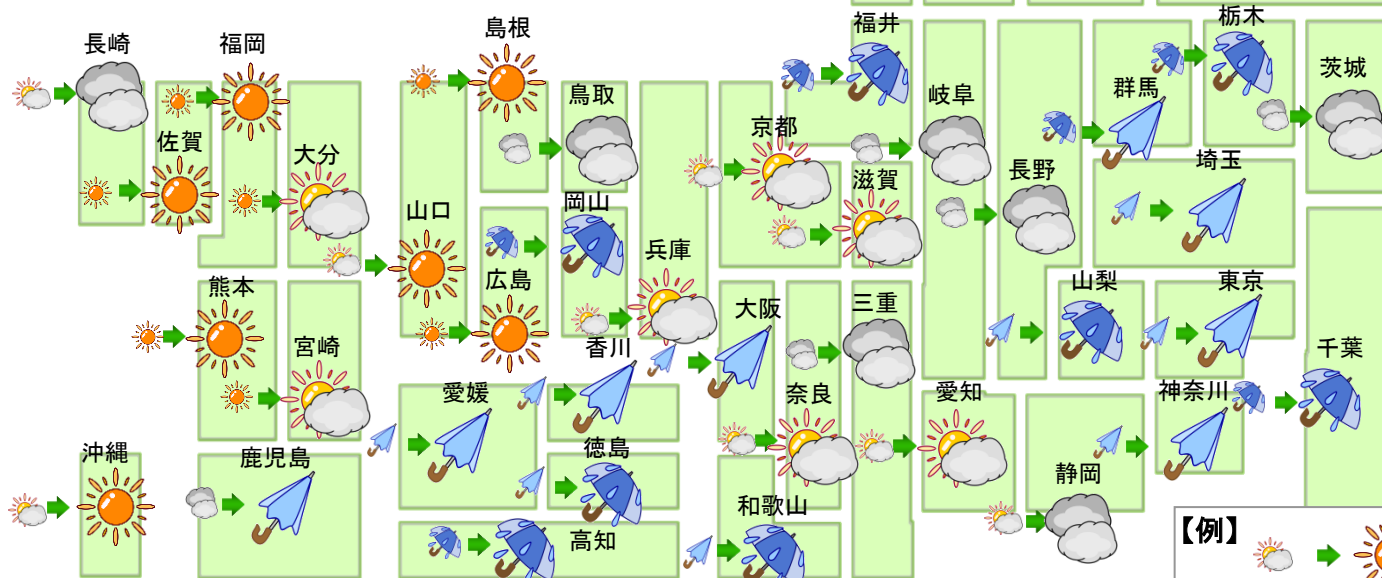 長崎
福岡
佐賀
大分
熊本
宮崎
沖縄
鹿児島
島根
鳥取
山口
岡山
広島
兵庫
香川
愛媛
徳島
高知
福井
京都
滋賀
岐阜
長野
大阪
三重
奈良
和歌山
愛知
静岡
栃木
群馬
茨城
埼玉
山梨
東京
千葉
神奈川
【例】